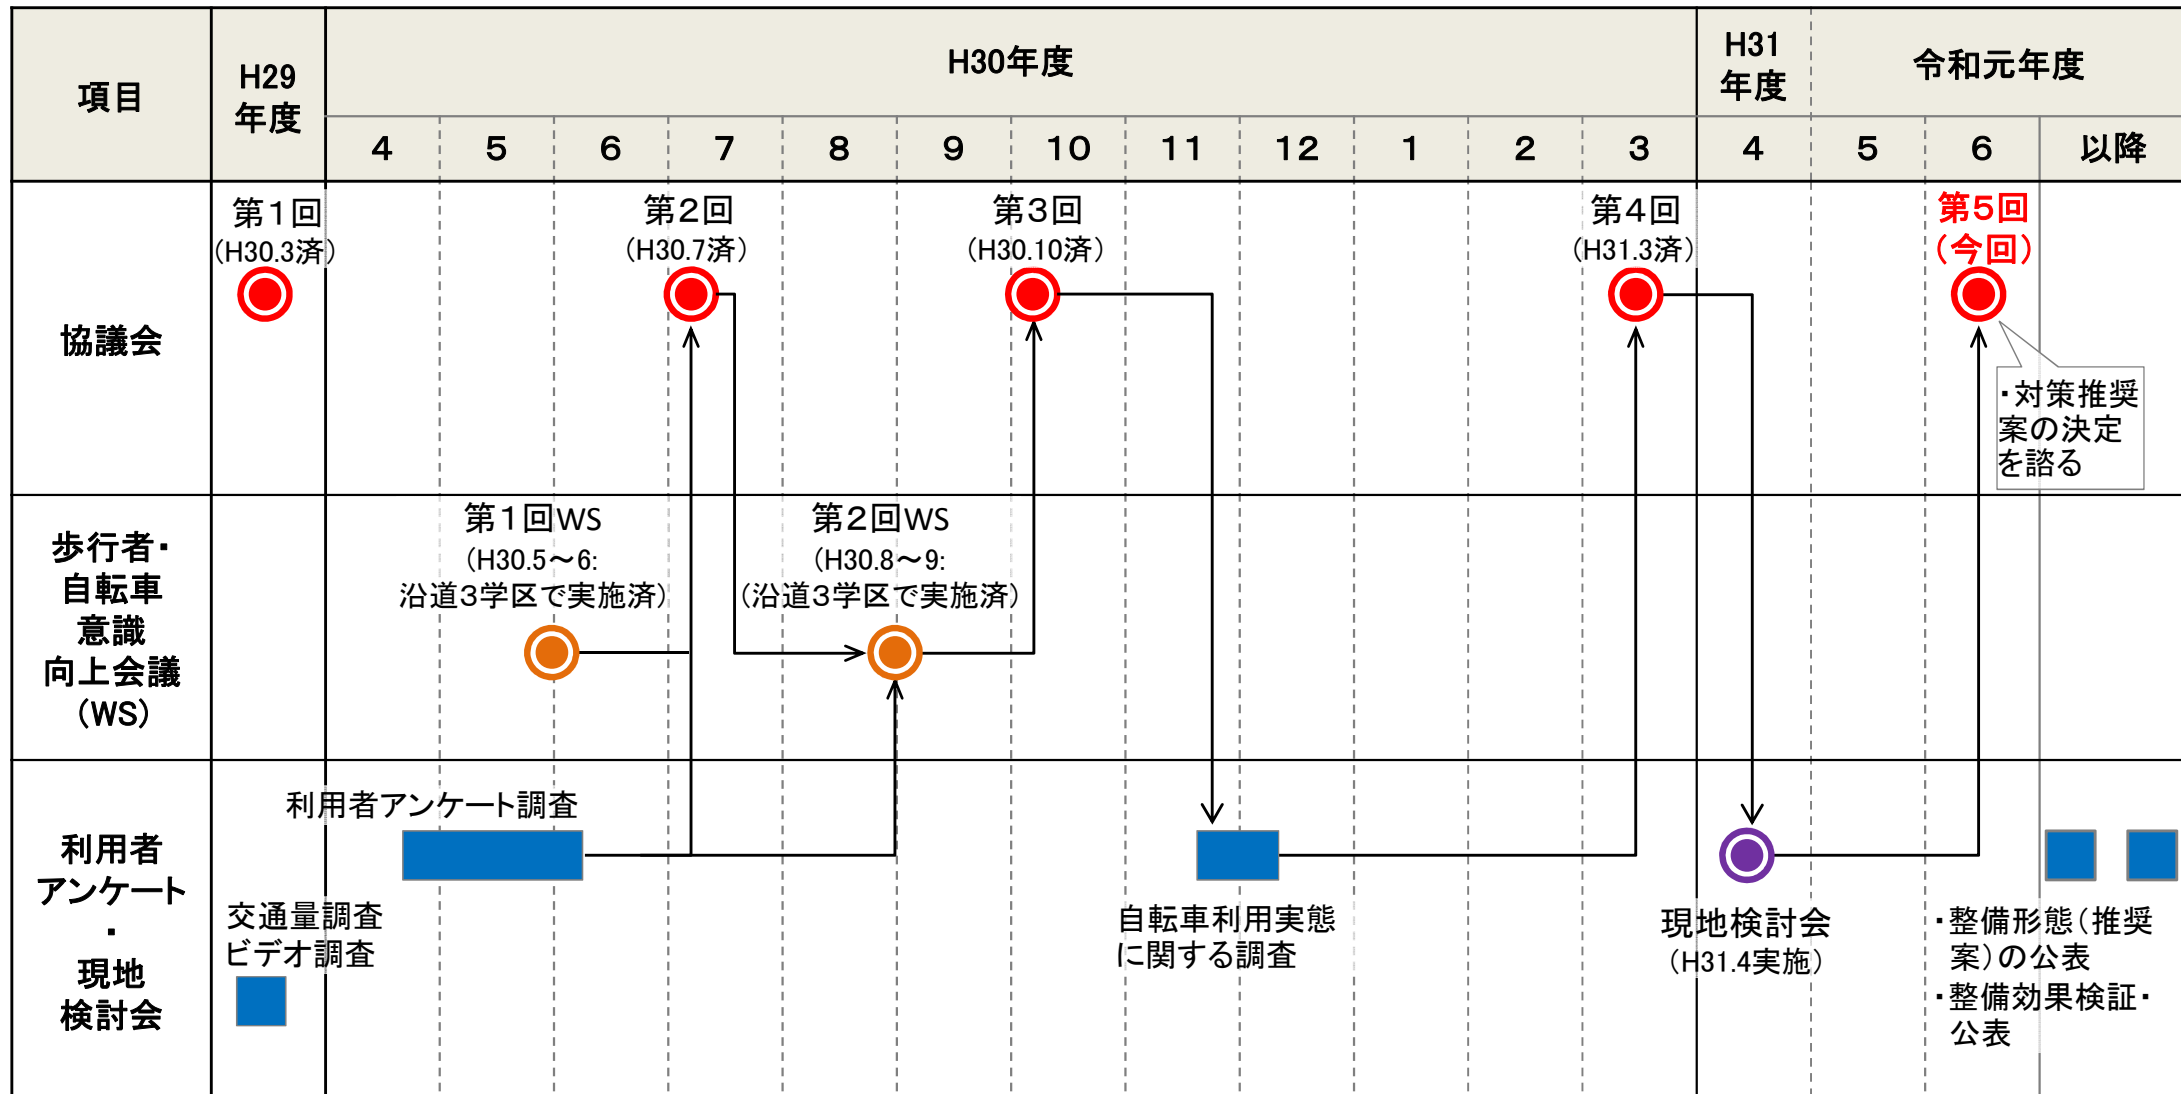 項目
H29
年度
H30年度
H31
年度
令和元年度
4 5 6 7 8 9 10 11 12 1 2 3 4 5 6 以降
協議会
第1回
(H30.3済)
第2回
(H30.7済)
第3回
(H30.10済)
第4回
(H31.3済)
第5回
(今回)
・対策推奨
案の決定
を諮る
歩行者・
自転車
意識
向上会議
(WS)
第1回WS
(H30.5～6:
沿道3学区で実施済)
第2回WS
(H30.8～9:
(沿道3学区で実施済)
利用者
アンケート
・
現地
検討会
交通量調査
ビデオ調査
利用者アンケート調査
自転車利用実態
に関する調査
現地検討会
(H31.4実施)
・整備形態(推奨
案)の公表
・整備効果検証・
公表